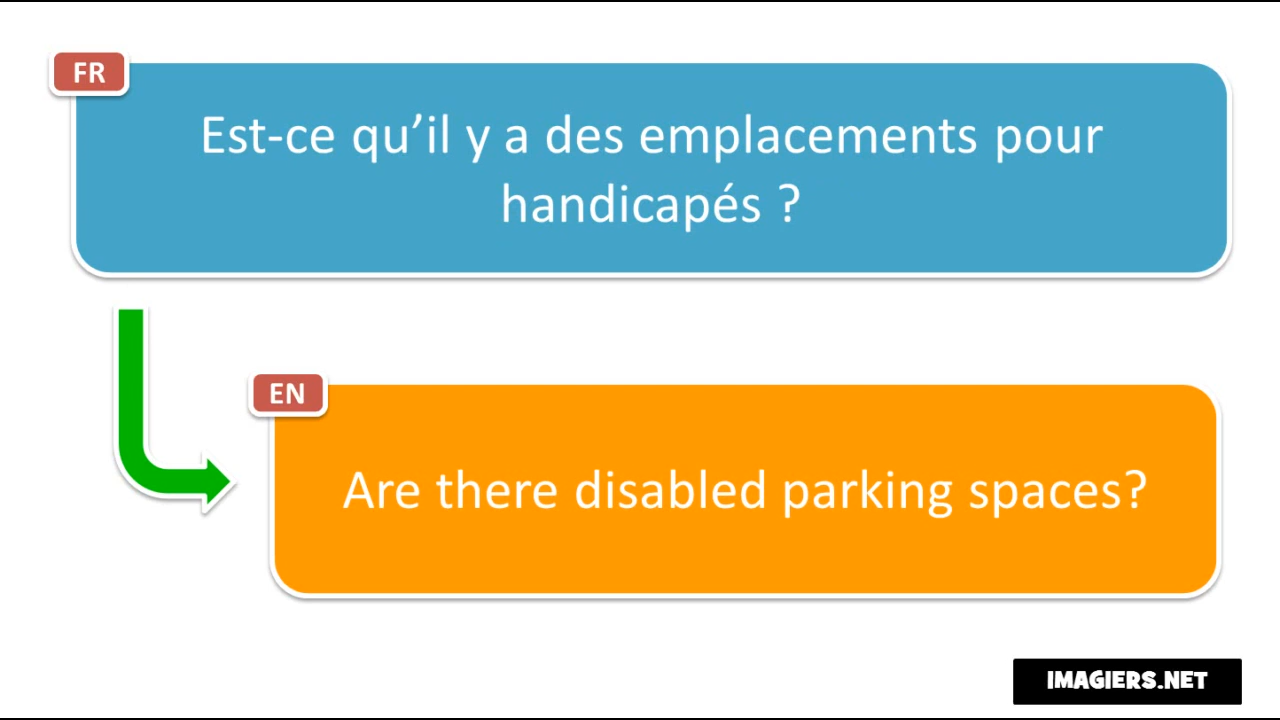 FR
Est-ce qu’il y a des emplacements pour
handicapés ?
EN
Are there disabled parking spaces?
IMAGIERS.NET